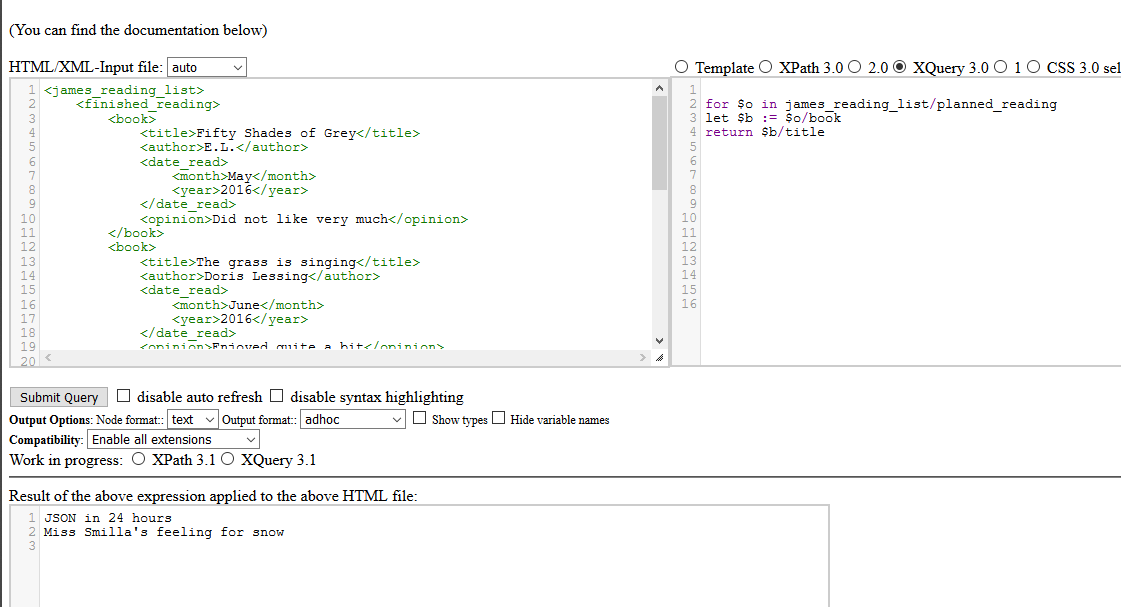 (You can find the documentation below)
HTML/XML-Input file: auto
Template XPath 3.0 2.0 XQuery 3.0 1 CSS 3.0 sel
1 <james_reading_list>
2 <finished_reading>
3 <book>
4 <title>Fifty Shades of Grey</title>
5 <author>E.L.</author>
6 <date_read>
7 <month>May</month>
8 <year>2016</year>
9 </date_read>
10 <opinion>Did not like very much</opinion>
11 </book>
12 <book>
13 <title>The grass is singing</title>
14 <author>Doris Lessing</author>
15 <date_read>
16 <month>June</month>
17 <year>2016</year>
18 </date_read>
19 <opinion>Enjoyed quite a bit</opinion>
20
1
2 for $o in james_reading_list/planned_reading
3 let $b := $o/book
4 return $b/title
5
6
7
8
9
10
11
12
13
14
15
16
Submit Query disable auto refresh disable syntax highlighting
Output Options: Node format:: text Output format:: adhoc Show types Hide variable names
Compatibility: Enable all extensions
Work in progress: XPath 3.1 XQuery 3.1
Result of the above expression applied to the above HTML file:
1 JSON in 24 hours
2 Miss Smilla's feeling for snow
3